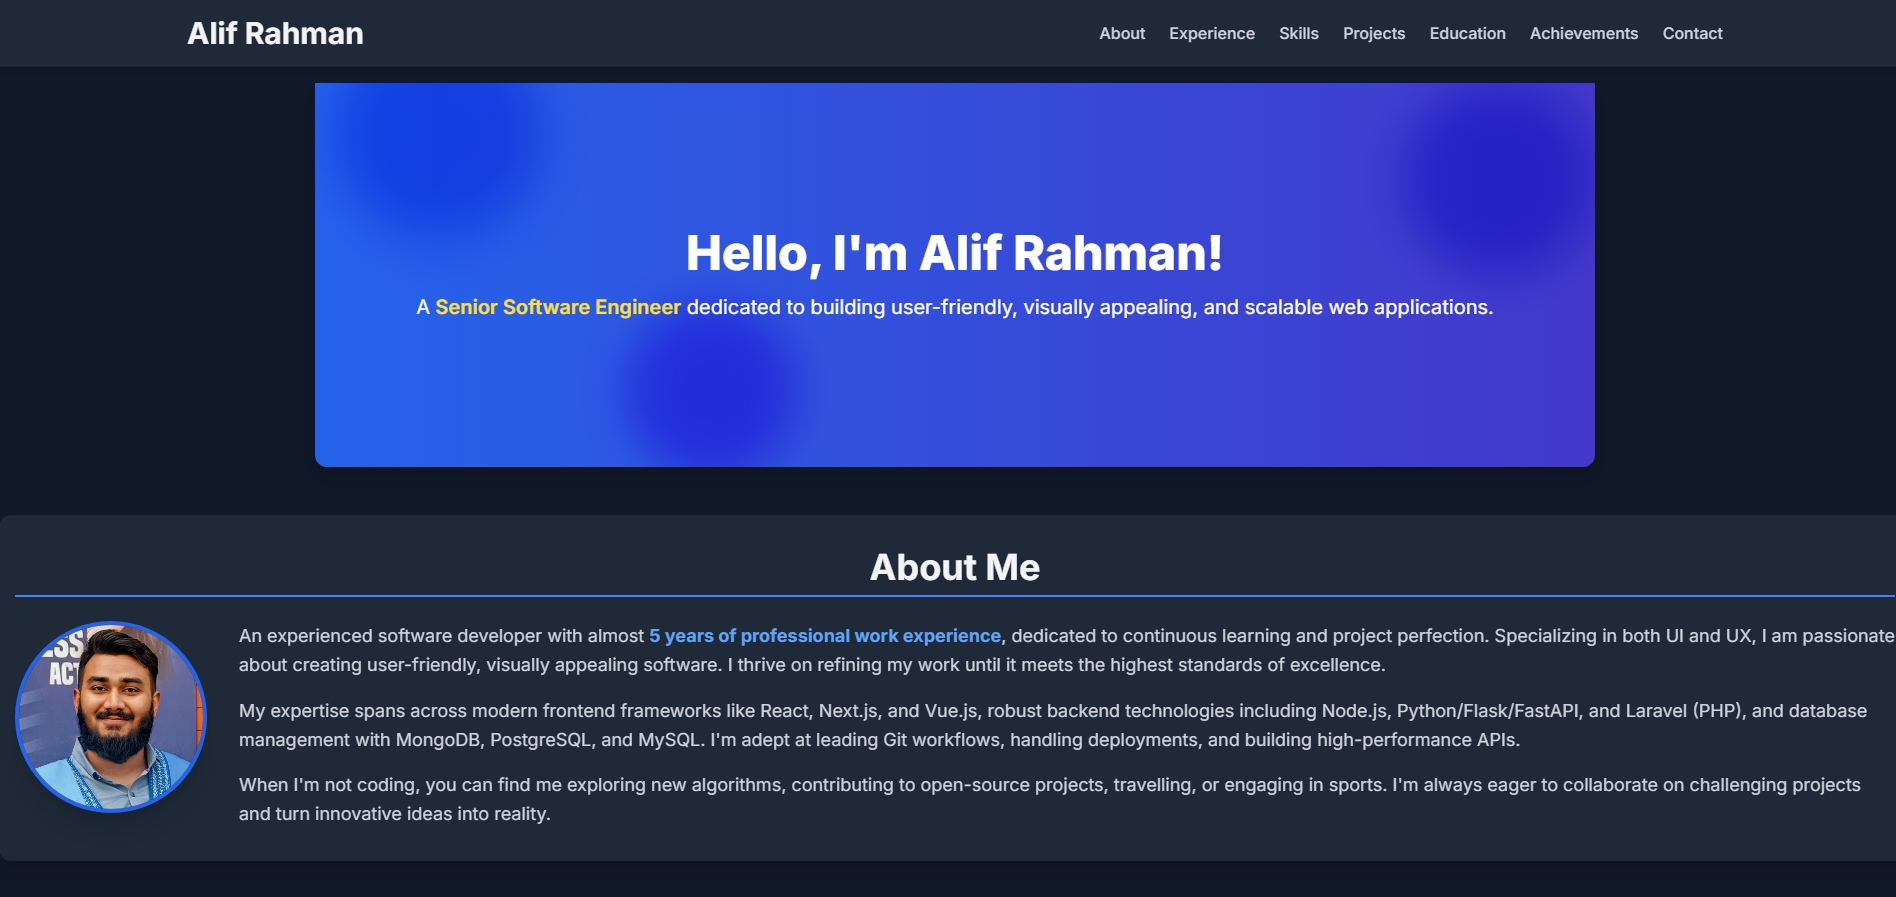 Alif Rahman
About Experience Skills Projects Education Achievements Contact
Hello, I'm Alif Rahman!
A Senior Software Engineer dedicated to building user-friendly, visually appealing, and scalable web applications.
About Me
ESS
ACT
An experienced software developer with almost 5 years of professional work experience, dedicated to continuous learning and project perfection. Specializing in both UI and UX, I am passionate
about creating user-friendly, visually appealing software. I thrive on refining my work until it meets the highest standards of excellence.
My expertise spans across modern frontend frameworks like React, Next.js, and Vue.js, robust backend technologies including Node.js, Python/Flask/FastAPI, and Laravel (PHP), and database
management with MongoDB, PostgreSQL, and MySQL. I'm adept at leading Git workflows, handling deployments, and building high-performance APIs.
When I'm not coding, you can find me exploring new algorithms, contributing to open-source projects, travelling, or engaging in sports. I'm always eager to collaborate on challenging projects
and turn innovative ideas into reality.